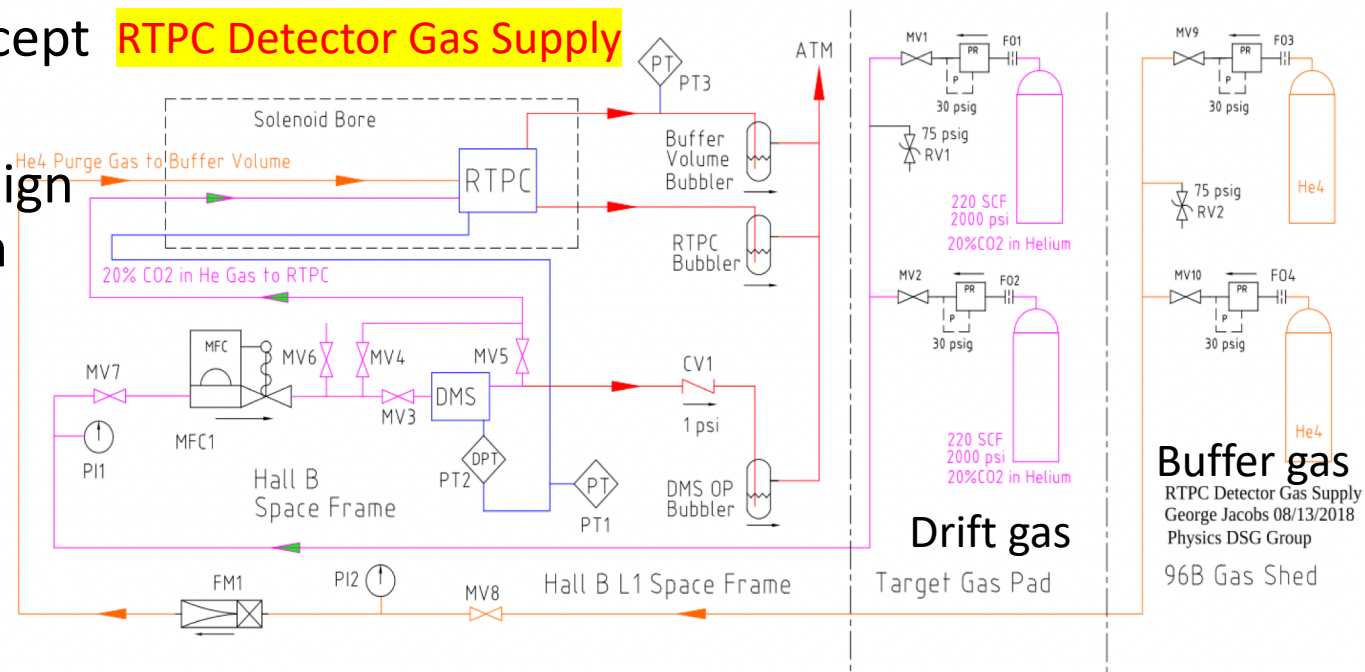 cept RTPC Detector Gas Supply
ign
n
Solenoid Bore
He4 Purge Gas to Buffer Volume
RTPC
20% CO2 in He Gas to RTPC
PT
PT3
ATM
Buffer
Volume
Bubbler
RTPC
Bubbler
MV7
PI1
MFC
MFC1
MV6
MV4
MV3
MV5
DMS
DPT
PT2
PT
PT1
CV1
1 psi
DMS OP
Bubbler
Hall B
Space Frame
FM1
PI2
MV8
Hall B L1 Space Frame
MV1
PR
FO1
P
30 psig
75 psig
RV1
220 SCF
2000 psi
20%CO2 in Helium
MV2
PR
FO2
P
30 psig
220 SCF
2000 psi
20%CO2 in Helium
Drift gas
Target Gas Pad
MV9
PR
FO3
P
30 psig
He4
75 psig
RV2
MV10
PR
FO4
P
30 psig
He4
Buffer gas
RTPC Detector Gas Supply
George Jacobs 08/13/2018
Physics DSG Group
96B Gas Shed